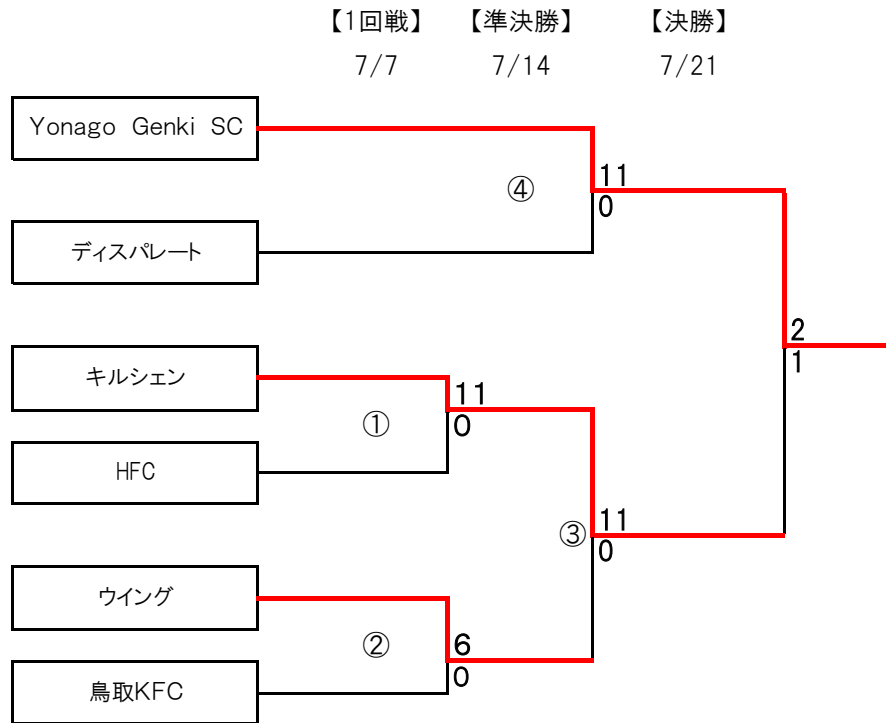 【1回戦】 【準決勝】 【決勝】
7/7 7/14 7/21
Yonago Genki SC
④
11
0
ディスパレート
2
1
キルシェン
①
11
0
HFC
③
11
0
ウイング
②
6
0
鳥取KFC